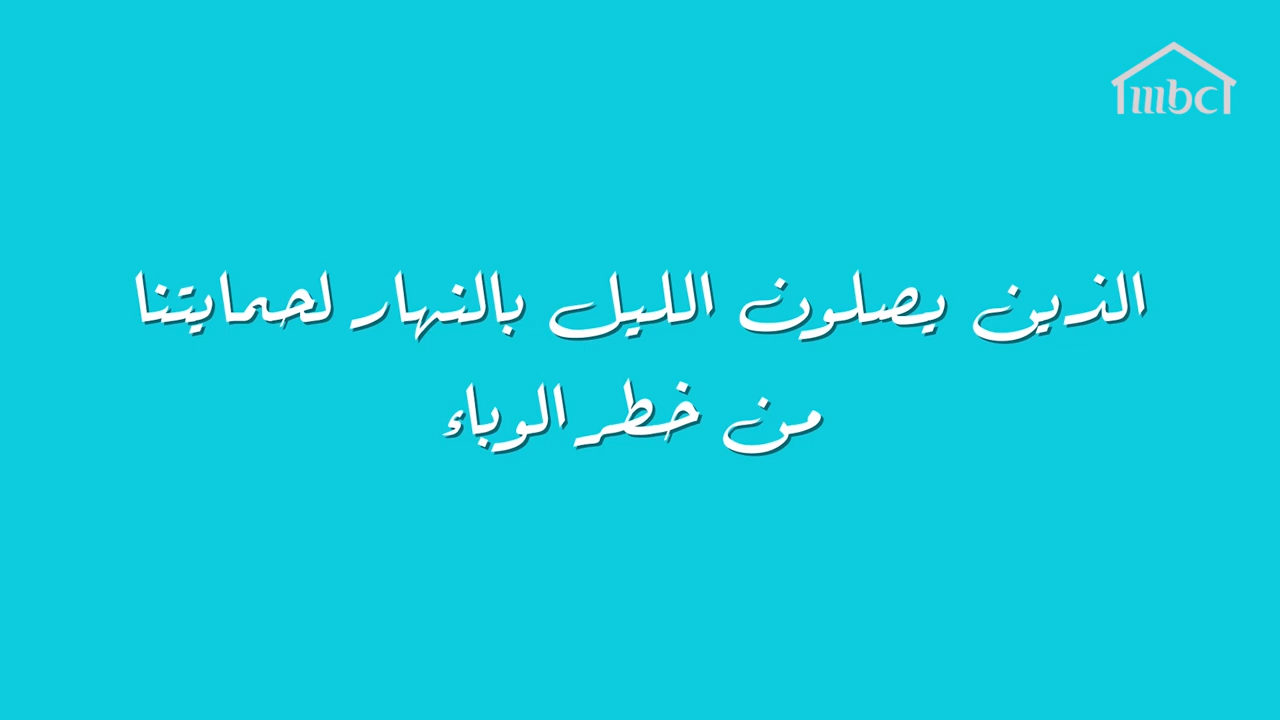 mbc
الذين يصلون الليل بالنهار لحمايتنا
من خطر الوباء